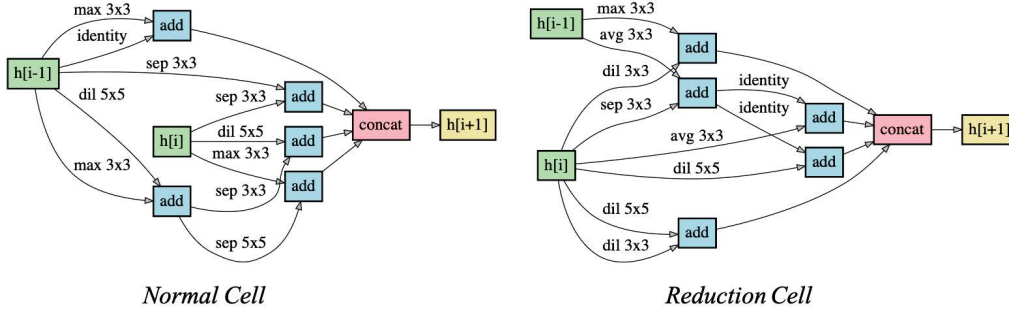 max 3x3
add
identity
h[i-1]
sep 3x3
dil 5x5
sep 3x3
add
h[i]
dil 5x5
add
concat
h[i+1]
max 3x3
max 3x3
sep 3x3
add
add
sep 5x5
Normal Cell
h[i-1]
max 3x3
avg 3x3
add
dil 3x3
sep 3x3
add
identity
identity
add
concat
h[i+1]
avg 3x3
h[i]
dil 5x5
add
dil 5x5
add
dil 3x3
Reduction Cell